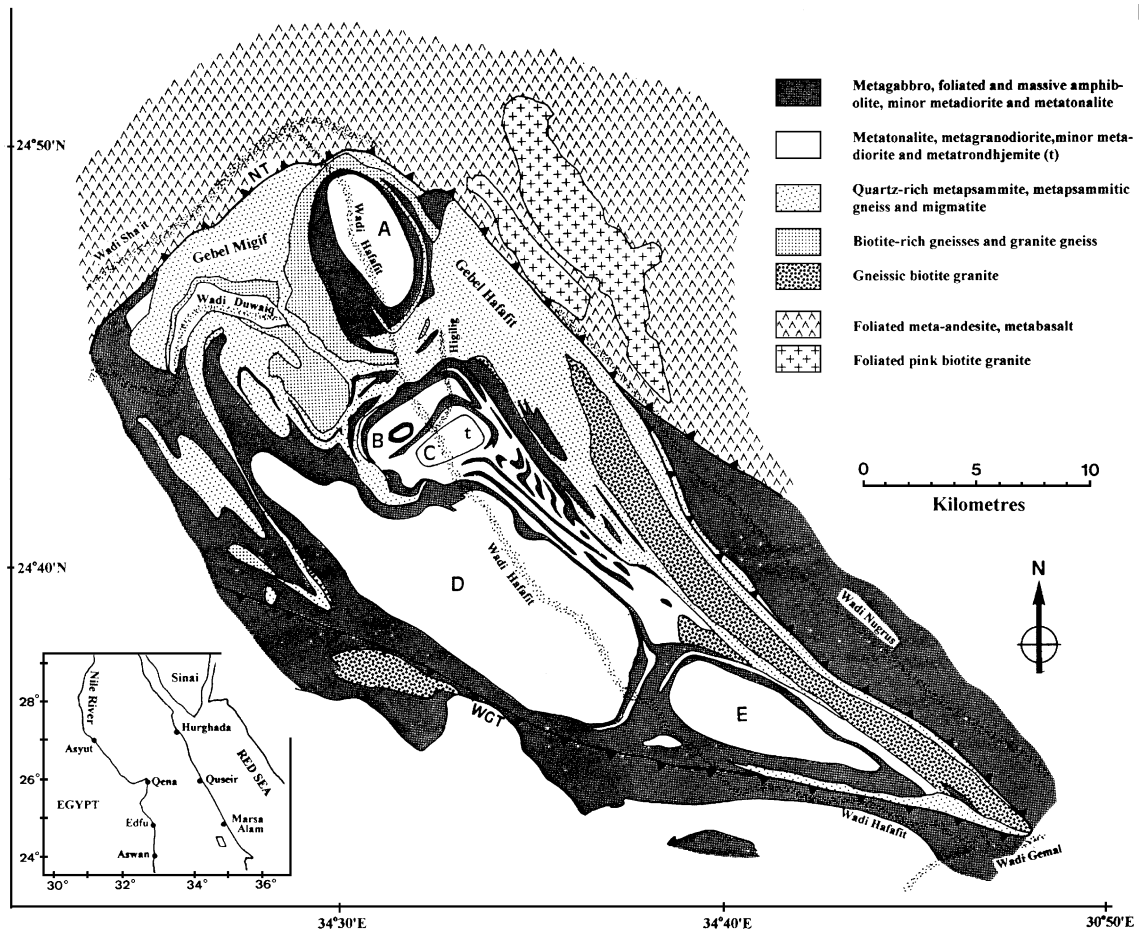 Metagabbro, foliated and massive amphib-
olite, minor metadiorite and metatonalite
Metatonalite, metagranodiorite,minor meta-
diorite and metatrondhjemite (t)
Quartz-rich metapsammite, metapsammitic
gneiss and migmatite
Biotite-rich gneisses and granite gneiss
Gneissic biotite granite
Foliated meta-andesite, metabasalt
Foliated pink biotite granite
0 5 10
Kilometres
N
24°50'N
24°40'N
34°30'E
34°40'E
30°50'E
NT
Wadi Sha'it
Gebel Migif
Wadi Hafafit
A
Gebel Hafafit
Wadi Duwaiq
Higilig
B
C
t
D
Wadi Hafafit
Wadi Nugrus
E
WGT
Wadi Hafafit
Wadi Gemal
Nile River
Sinai
Hurghada
Asyut
RED SEA
Qena
Quseir
EGYPT
Edfu
Marsa
Alam
Aswan
28°
26°
24°
30° 32° 34° 36°